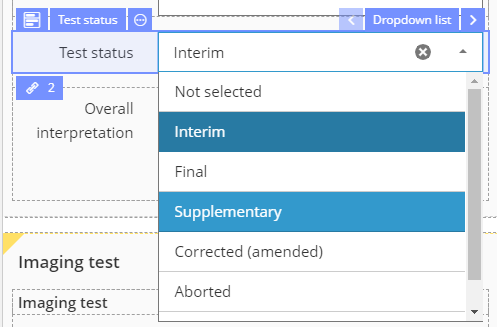 Test status
Dropdown list
Test status
Interim
2
Overall
interpretation
Not selected
Interim
Final
Supplementary
Corrected (amended)
Aborted
Imaging test
Imaging test